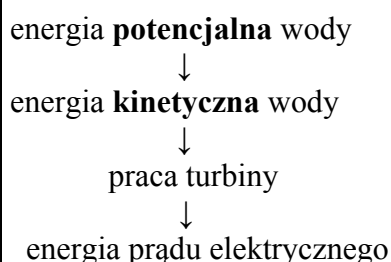 energia potencjalna wody
↓
energia kinetyczna wody
↓
praca turbiny
↓
energia prądu elektrycznego